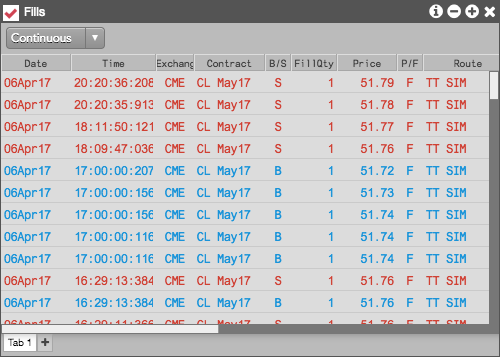 Fills
Continuous
Date Time Exchang Contract B/S FillQty Price P/F Route
06Apr17 20:20:36:208 CME CL May17 S 1 51.79 F TT SIM
06Apr17 20:20:35:913 CME CL May17 S 1 51.78 F TT SIM
06Apr17 18:11:50:121 CME CL May17 S 1 51.77 F TT SIM
06Apr17 18:09:47:036 CME CL May17 S 1 51.76 F TT SIM
06Apr17 17:00:00:207 CME CL May17 B 1 51.72 F TT SIM
06Apr17 17:00:00:156 CME CL May17 B 1 51.73 F TT SIM
06Apr17 17:00:00:156 CME CL May17 B 1 51.74 F TT SIM
06Apr17 17:00:00:116 CME CL May17 B 1 51.74 F TT SIM
06Apr17 17:00:00:116 CME CL May17 B 1 51.74 F TT SIM
06Apr17 16:29:13:384 CME CL May17 S 1 51.76 F TT SIM
06Apr17 16:29:13:384 CME CL May17 B 1 51.76 F TT SIM
06Apr17 16:29:11:366 CME CL May17 S 1 51.76 F TT SIM
Tab 1 +